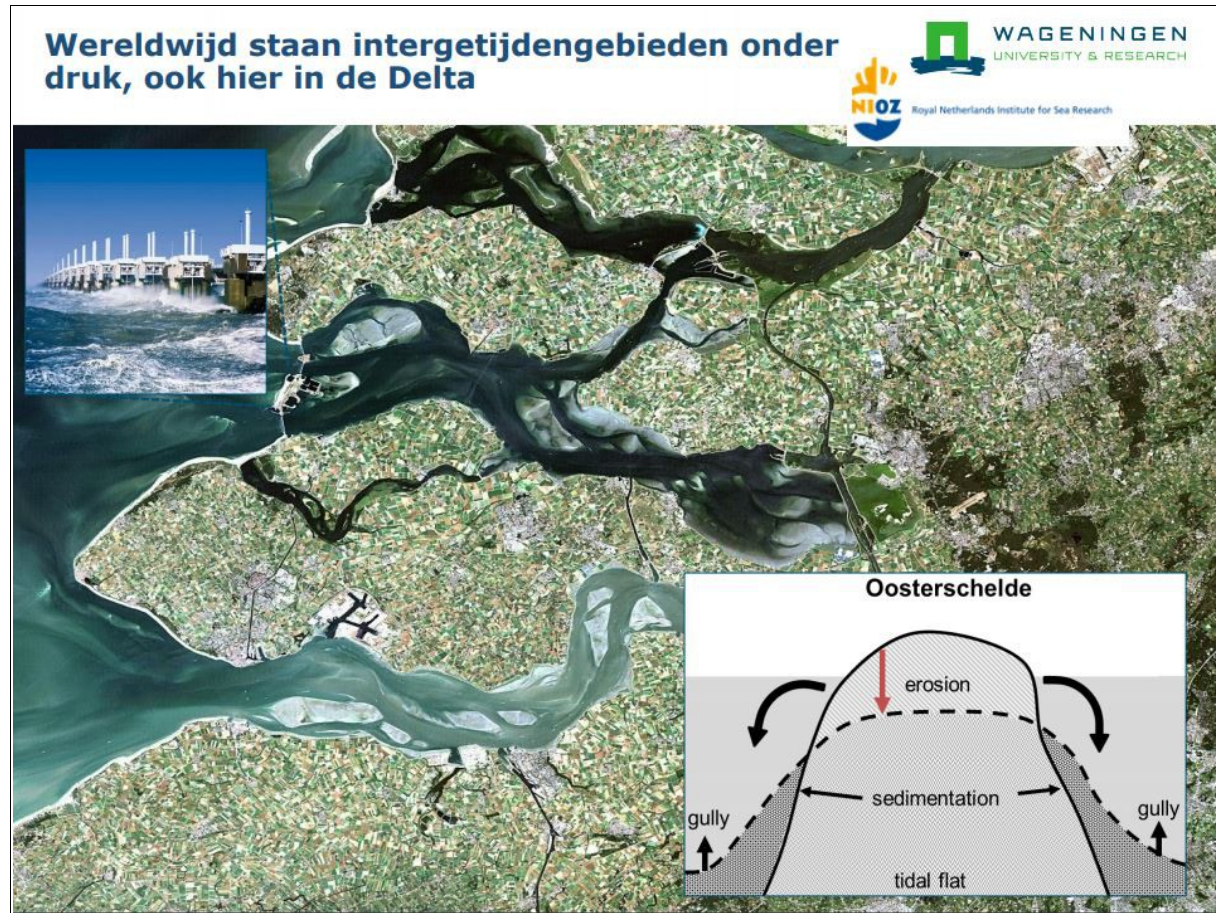 Wereldwijd staan intergetijdengebieden onder
druk, ook hier in de Delta
WAGENINGEN
UNIVERSITY & RESEARCH
NIOZ
Royal Netherlands Institute for Sea Research
Oosterschelde
erosion
sedimentation
gully
gully
tidal flat